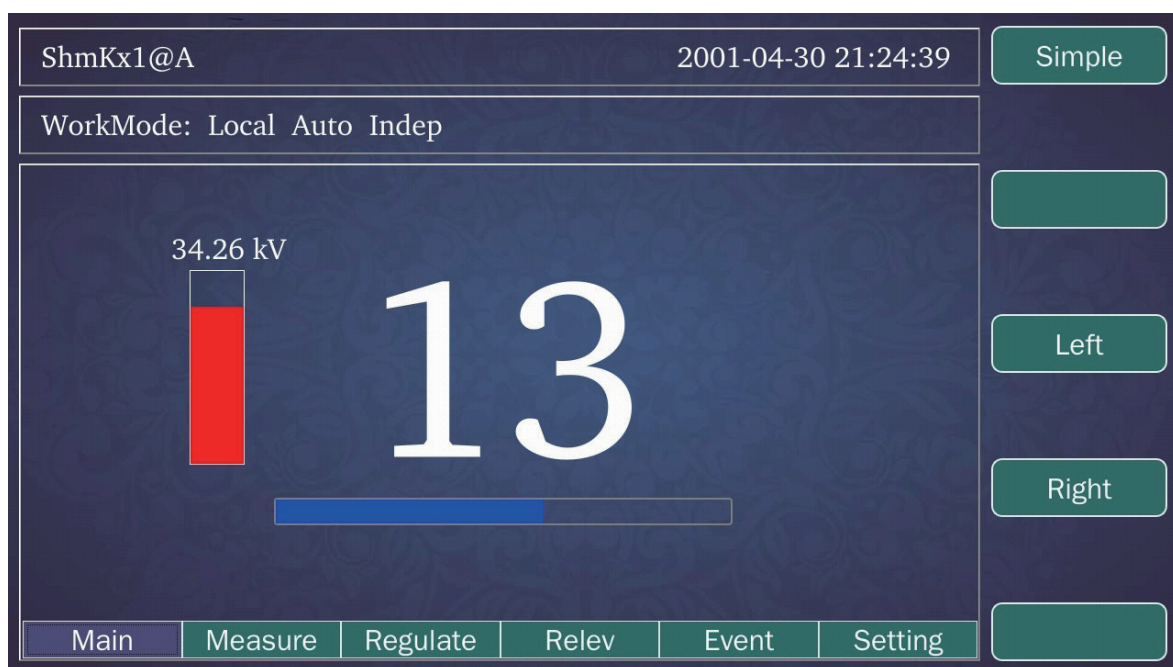 ShmKx1@A 2001-04-30 21:24:39
Simple
WorkMode: Local Auto Indep
34.26 kV
13
Left
Right
Main Measure Regulate Relev Event Setting